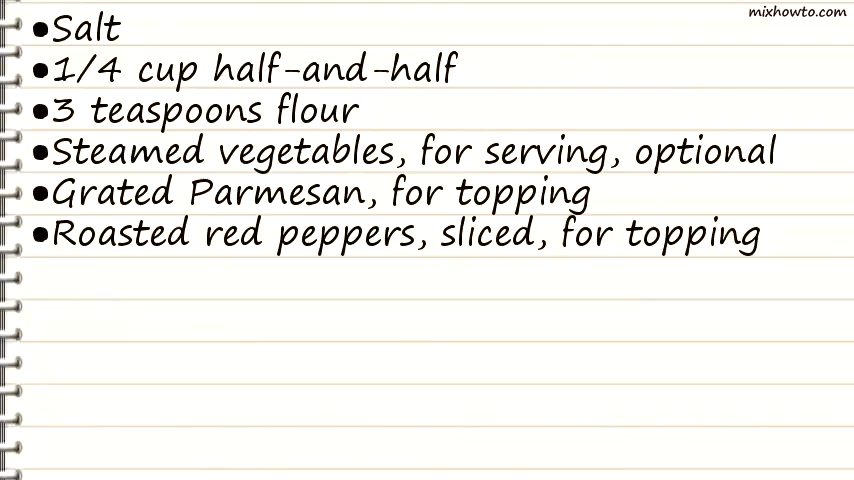 mixhowto.com
•Salt
•1/4 cup half-and-half
•3 teaspoons flour
•Steamed vegetables, for serving, optional
•Grated Parmesan, for topping
•Roasted red peppers, sliced, for topping